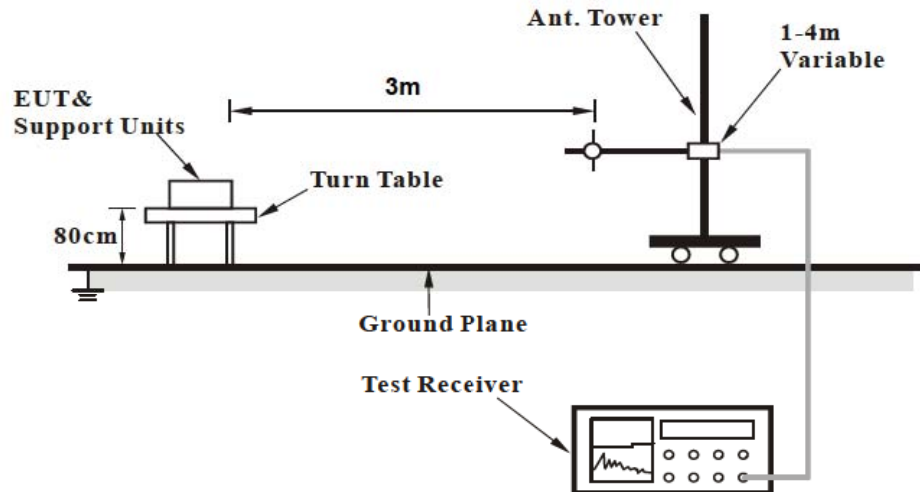 Ant. Tower
1-4m
Variable
3m
EUT&
Support Units
Turn Table
80cm
Ground Plane
Test Receiver